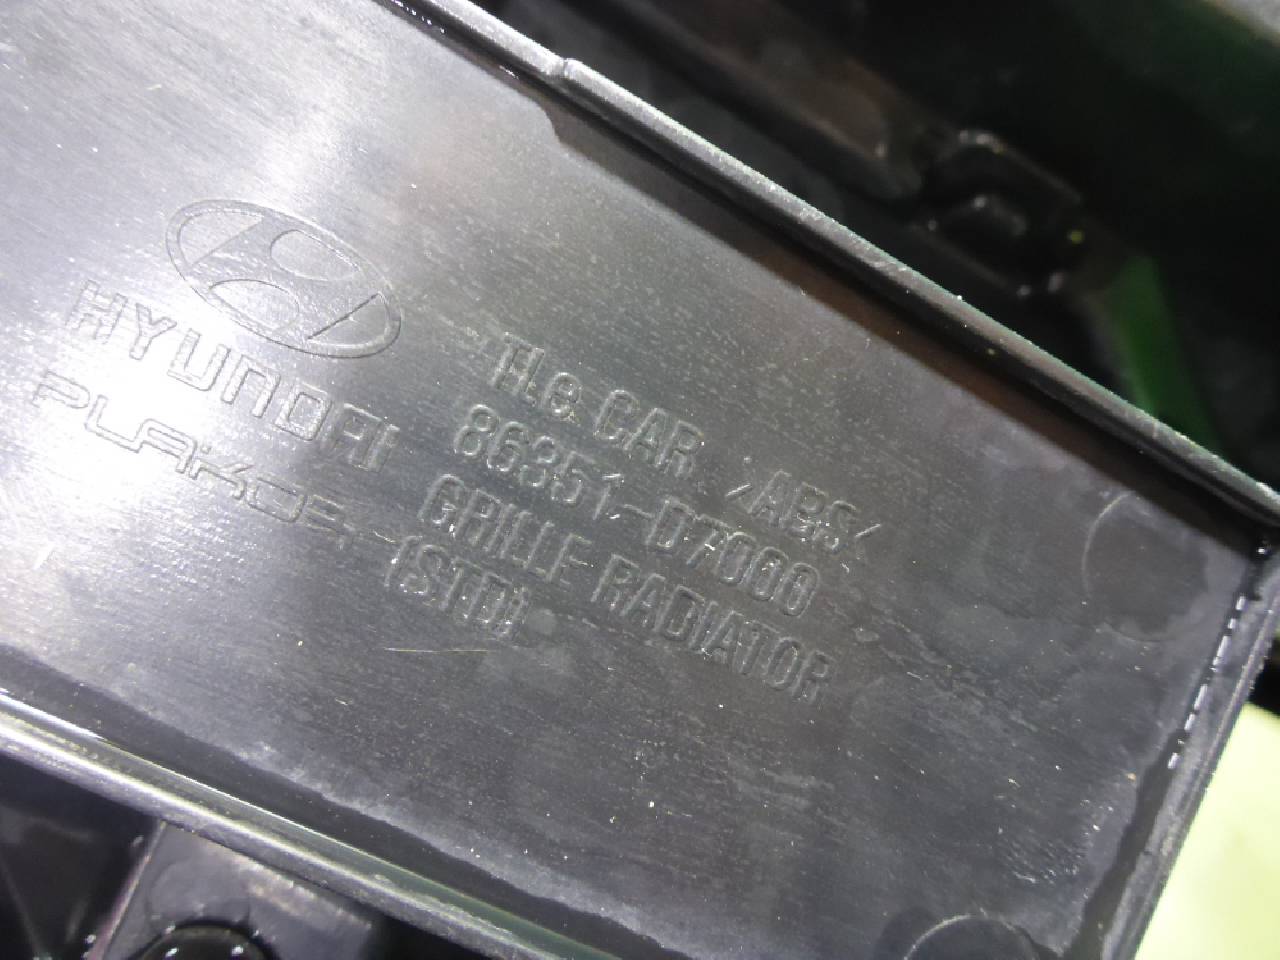 HYUNDAI
PLAKOR
TLe CAR >ABS<
86351-D7000
GRILLE RADIATOR
(STD)